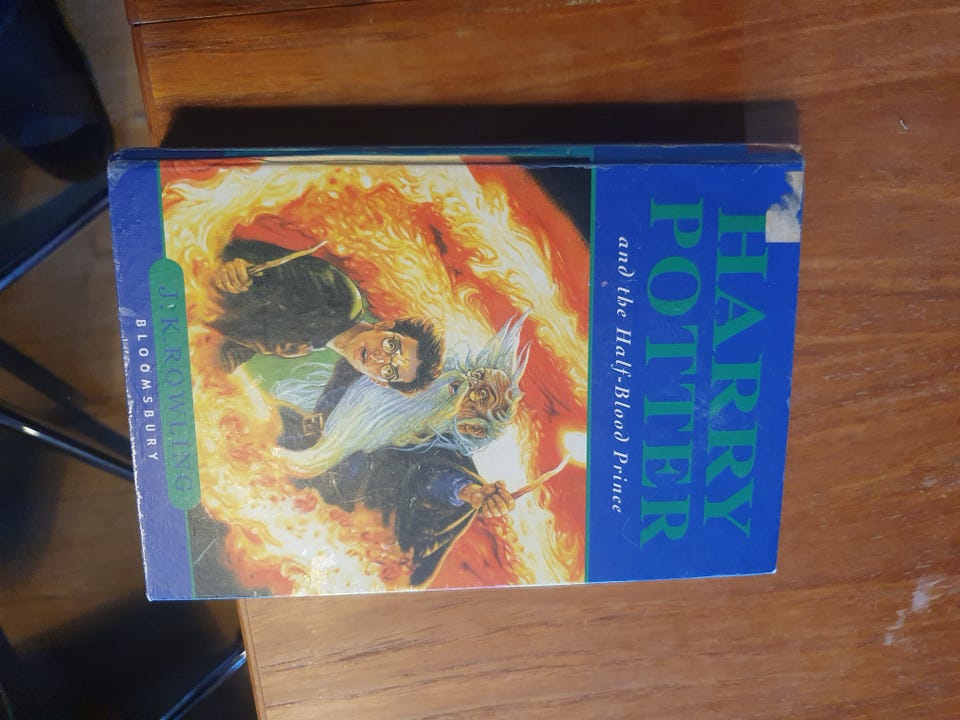 HARRY
POTTER
and the Half-Blood Prince
J.K.ROWLING
BLOOMSBURY